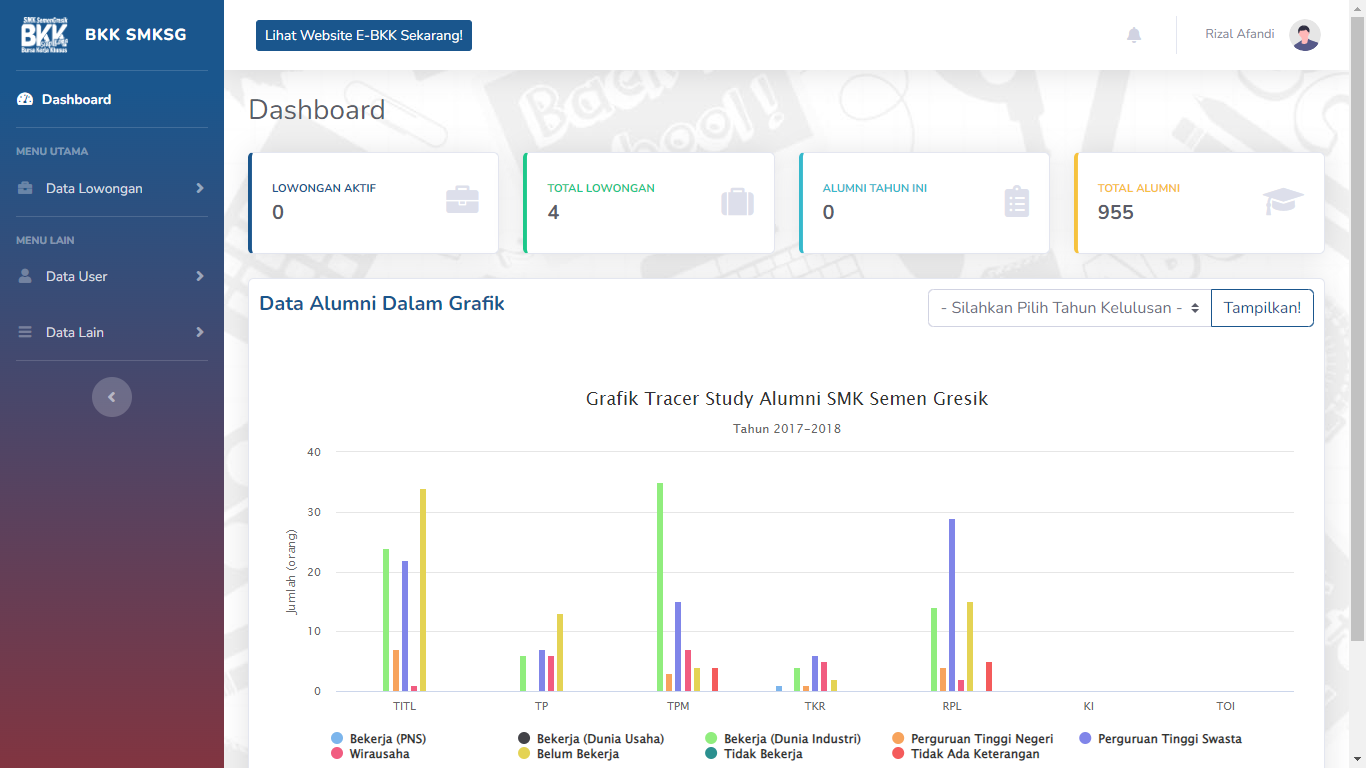 SMK SemenGresik
BKK
Bursa Kerja Khusus
BKK SMKSG
Lihat Website E-BKK Sekarang!
Rizal Afandi
Dashboard
MENU UTAMA
Data Lowongan
MENU LAIN
Data User
Data Lain
Dashboard
LOWONGAN AKTIF
0
TOTAL LOWONGAN
4
ALUMNI TAHUN INI
0
TOTAL ALUMNI
955
Data Alumni Dalam Grafik
- Silahkan Pilih Tahun Kelulusan -
Tampilkan!
Grafik Tracer Study Alumni SMK Semen Gresik
Tahun 2017-2018
Jumlah (orang)
40
30
20
10
0
TITL
TP
TPM
TKR
RPL
KI
TOI
Bekerja (PNS)
Bekerja (Dunia Usaha)
Bekerja (Dunia Industri)
Perguruan Tinggi Negeri
Perguruan Tinggi Swasta
Wirausaha
Belum Bekerja
Tidak Bekerja
Tidak Ada Keterangan